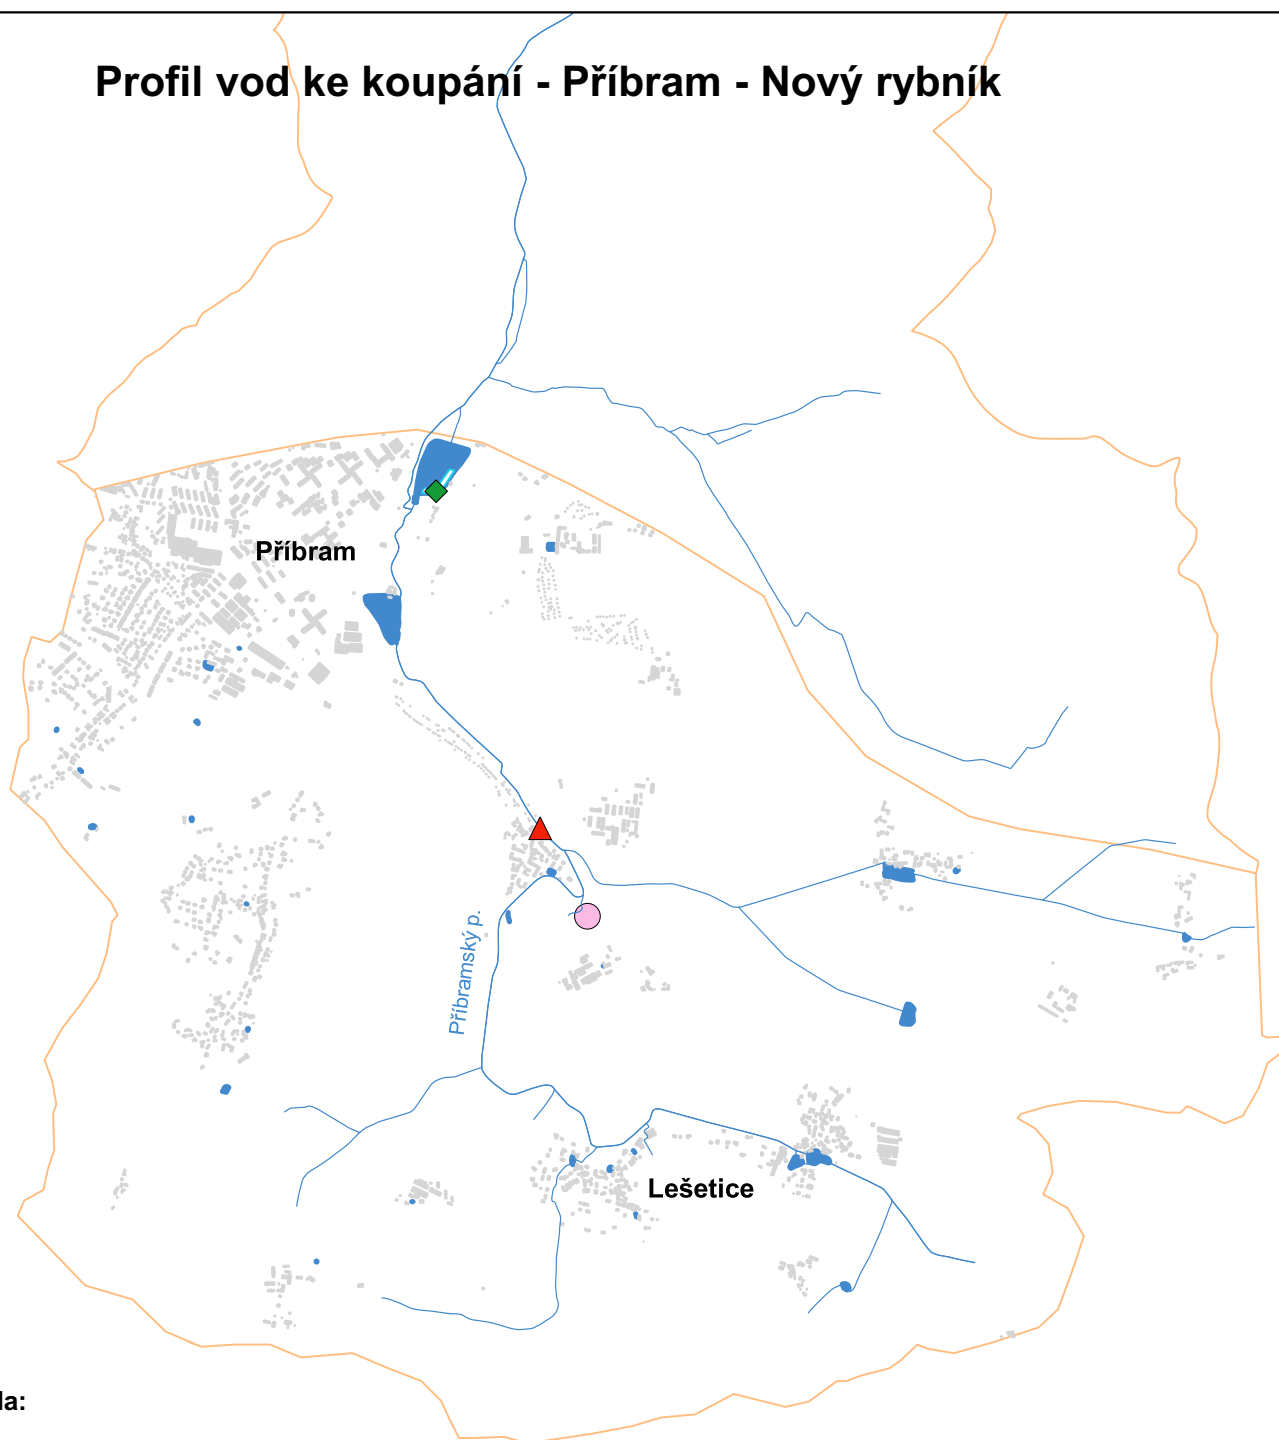 Profil vod ke koupání - Příbram - Nový rybník
Příbram
Příbramský p.
Lešetice
la: